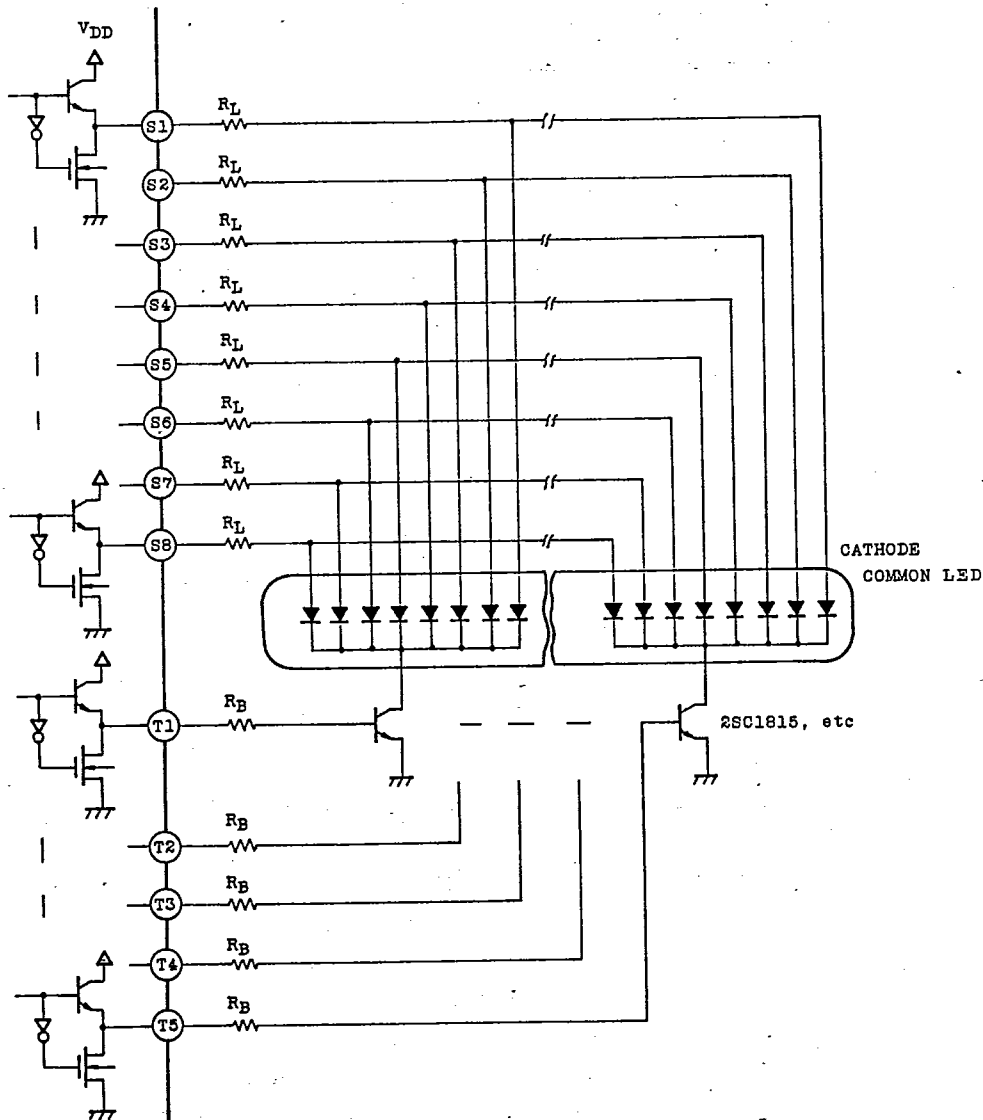 VDD
RL
S1
RL
S2
RL
S3
RL
S4
RL
S5
RL
S6
RL
S7
RL
S8
CATHODE
COMMON LED
RB
T1
2SC1815, etc
RB
T2
RB
T3
RB
T4
RB
T5